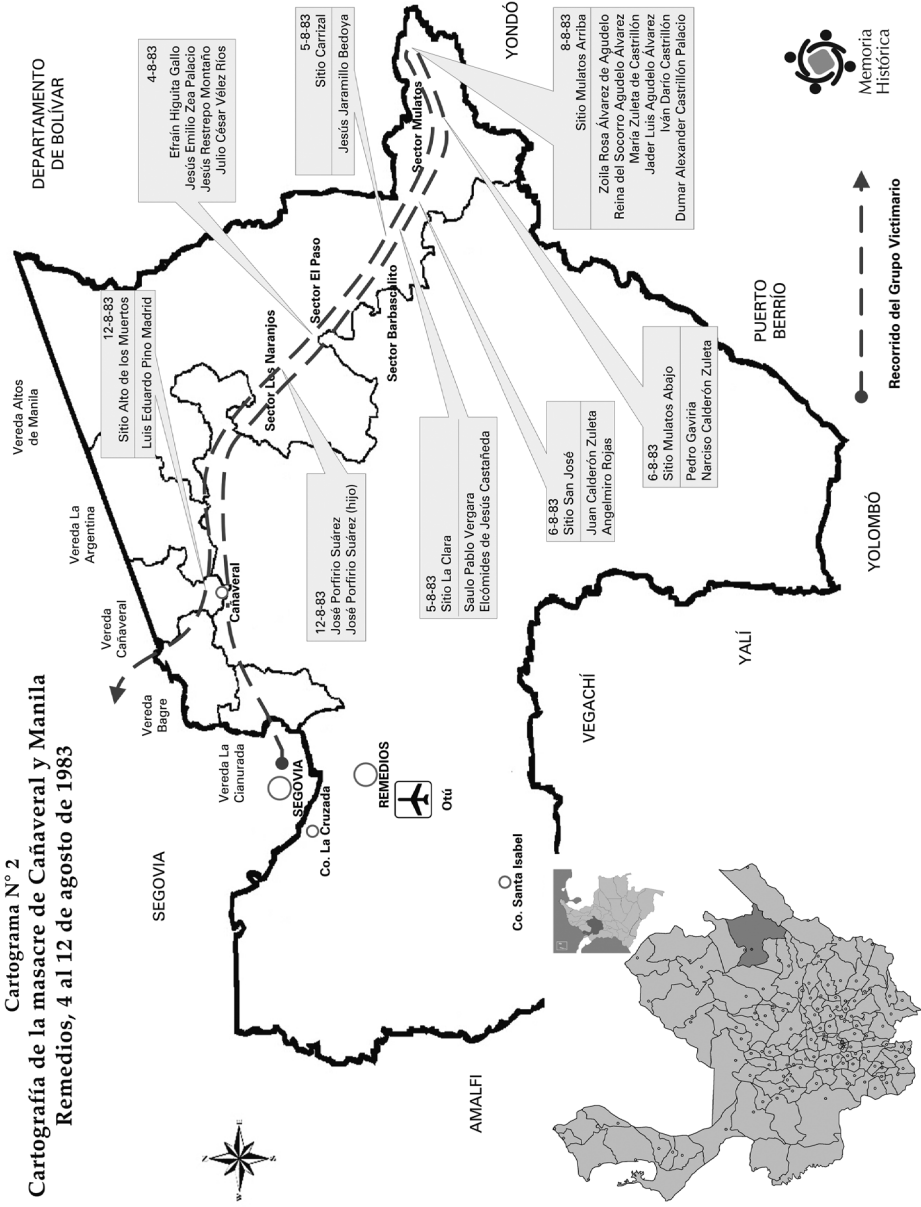 Cartograma N° 2
Cartografía de la masacre de Cañaveral y Manila
Remedios, 4 al 12 de agosto de 1983
DEPARTAMENTO
DE BOLÍVAR
Vereda Altos
de Manila
Vereda La
Argentina
Vereda
Cañaveral
Vereda
Bagre
Vereda La
Cianurada
SEGOVIA
12-8-83
Sitio Alto de los Muertos
Luis Eduardo Pino Madrid
4-8-83
Efraín Higuita Gallo
Jesús Emilio Zea Palacio
Jesús Restrepo Montaño
Julio César Vélez Ríos
5-8-83
Sitio Carrizal
Jesús Jaramillo Bedoya
YONDÓ
SEGOVIA
Co. La Cruzada
REMEDIOS
Otú
Cañaveral
Sector Los Naranjos
Sector El Paso
Sector Barbascalito
Sector Mulatos
12-8-83
José Porfirio Suárez
José Porfirio Suárez (hijo)
5-8-83
Sitio La Clara
Saulo Pablo Vergara
Elcómides de Jesús Castañeda
6-8-83
Sitio San José
Juan Calderón Zuleta
Angelmiro Rojas
6-8-83
Sitio Mulatos Abajo
Pedro Gaviria
Narciso Calderón Zuleta
8-8-83
Sitio Mulatos Arriba
Zoila Rosa Álvarez de Agudelo
Reina del Socorro Agudelo Álvarez
María Zuleta de Castrillón
Jader Luis Agudelo Álvarez
Iván Darío Castrillón
Dumar Alexander Castrillón Palacio
Co. Santa Isabel
AMALFI
VEGACHÍ
YALÍ
YOLOMBÓ
PUERTO
BERRÍO
N
E
S
W
Recorrido del Grupo Victimario
Memoria
Histórica